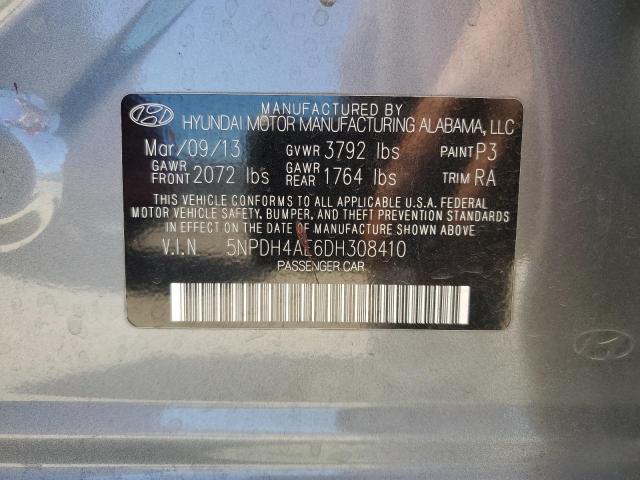 MANUFACTURED BY
HYUNDAI MOTOR MANUFACTURING ALABAMA, LLC
Mar/09/13 GVWR 3792 lbs PAINT P3
GAWR FRONT 2072 lbs GAWR REAR 1764 lbs TRIM RA
THIS VEHICLE CONFORMS TO ALL APPLICABLE U.S.A. FEDERAL
MOTOR VEHICLE SAFETY, BUMPER, AND THEFT PREVENTION STANDARDS
IN EFFECT ON THE DATE OF MANUFACTURE SHOWN ABOVE.
V.I.N 5NPDH4AE6DH308410
PASSENGER CAR